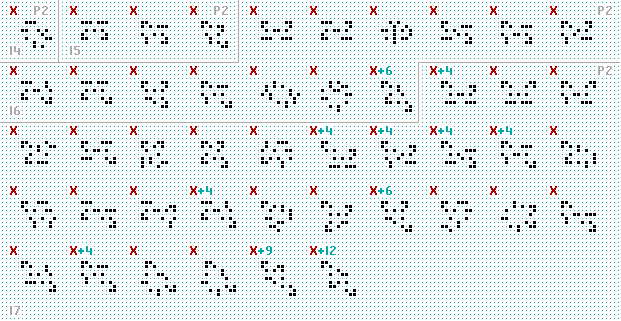 X P2 X X X P2 X X X X X X P2
14 15
X X X X X X X+6 X+4 X X P2
16
X X X X X X+4 X+4 X+4 X+4 X
X X X X+4 X X X+6 X X X
X X+4 X X X+9 X+12
17